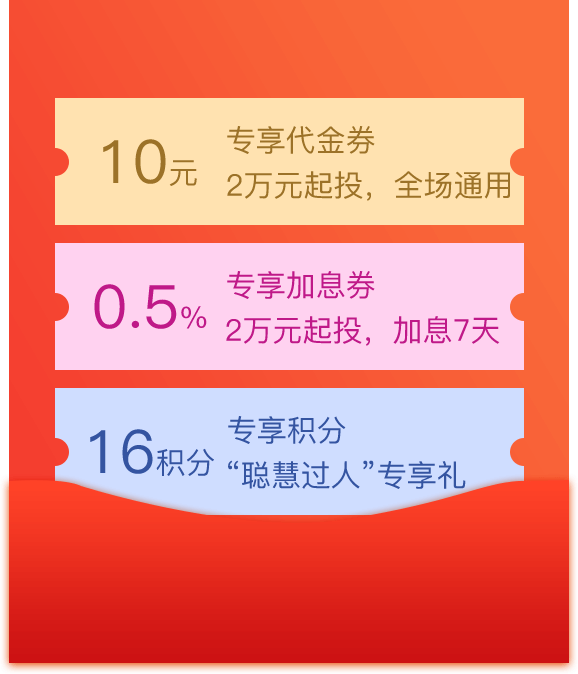 10元
专享代金券
2万元起投，全场通用
0.5%
专享加息券
2万元起投，加息7天
16积分
专享积分
“聪慧过人”专享礼